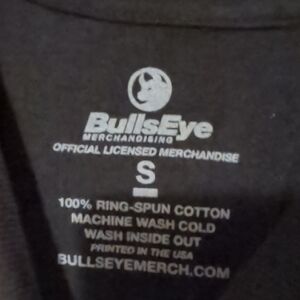 BullsEye
MERCHANDISING
OFFICIAL LICENSED MERCHANDISE
S
100% RING-SPUN COTTON
MACHINE WASH COLD
WASH INSIDE OUT
PRINTED IN THE USA
BULLSEYEMERCH.COM